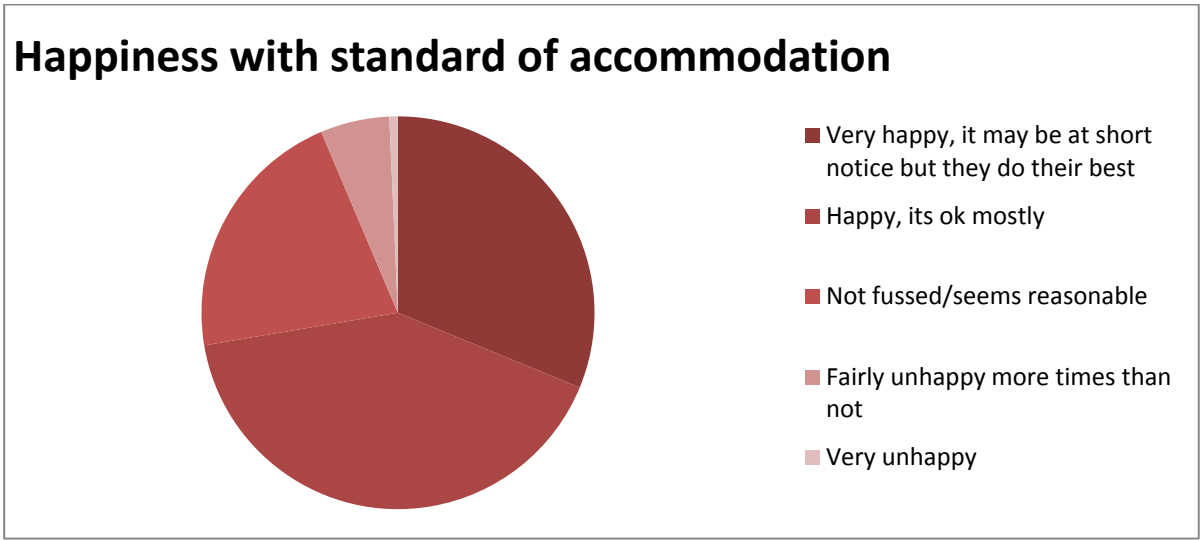 Happiness with standard of accommodation
Very happy, it may be at short
notice but they do their best
Happy, its ok mostly
Not fussed/seems reasonable
Fairly unhappy more times than
not
Very unhappy